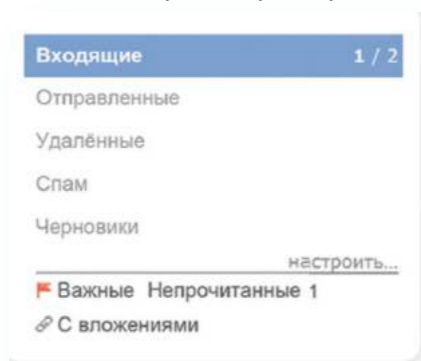 Входящие 1 / 2
Отправленные
Удалённые
Спам
Черновики
настроить...
Важные Непрочитанные 1
С вложениями